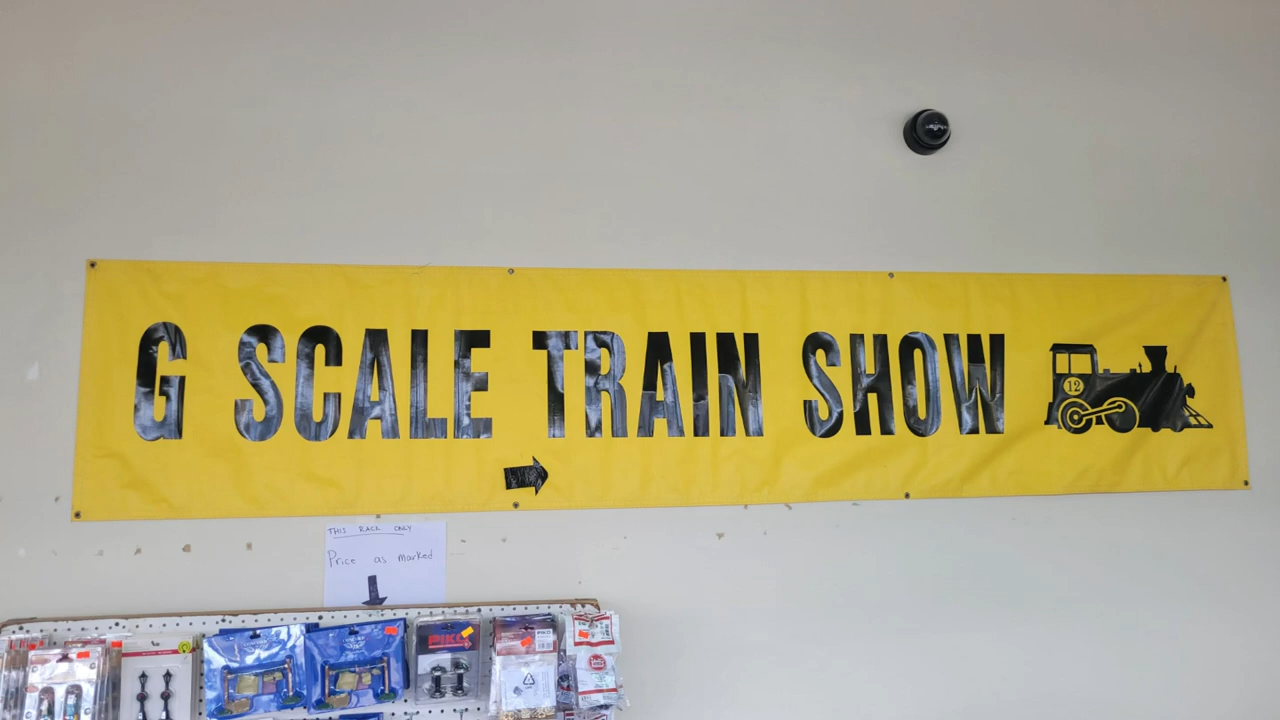 G SCALE TRAIN SHOW
12
THIS RACK ONLY
Price as marked
PIKO